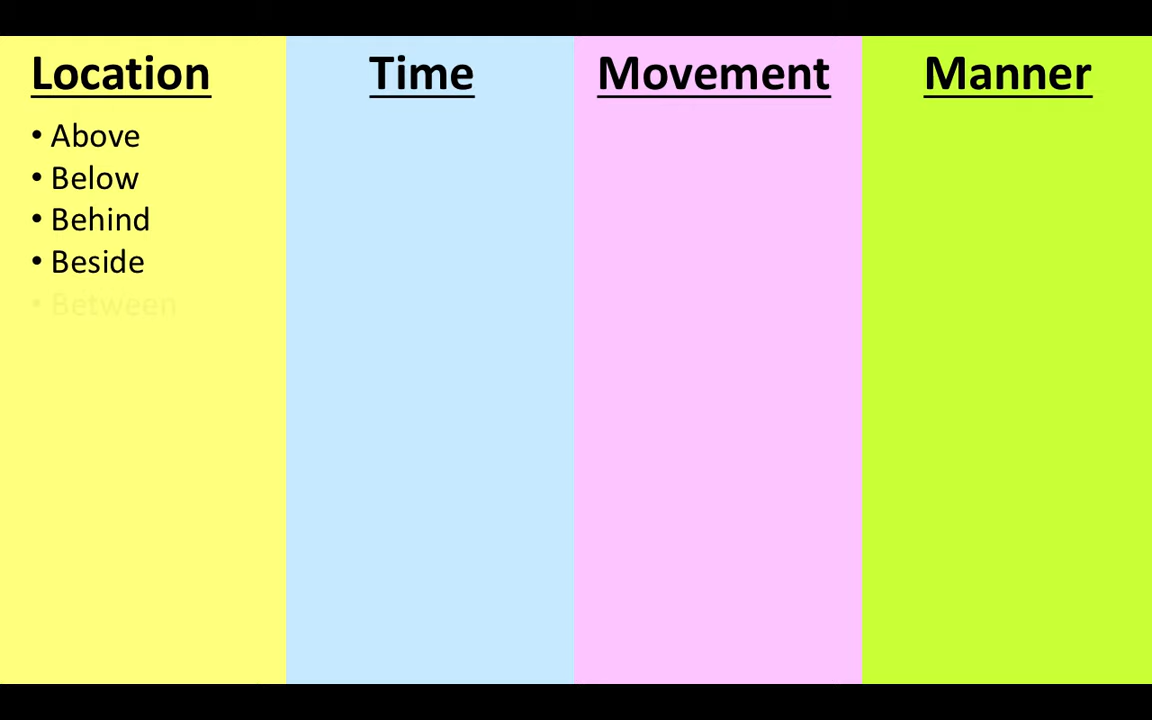 Location
Time
Movement
Manner
• Above
• Below
• Behind
• Beside
• Between